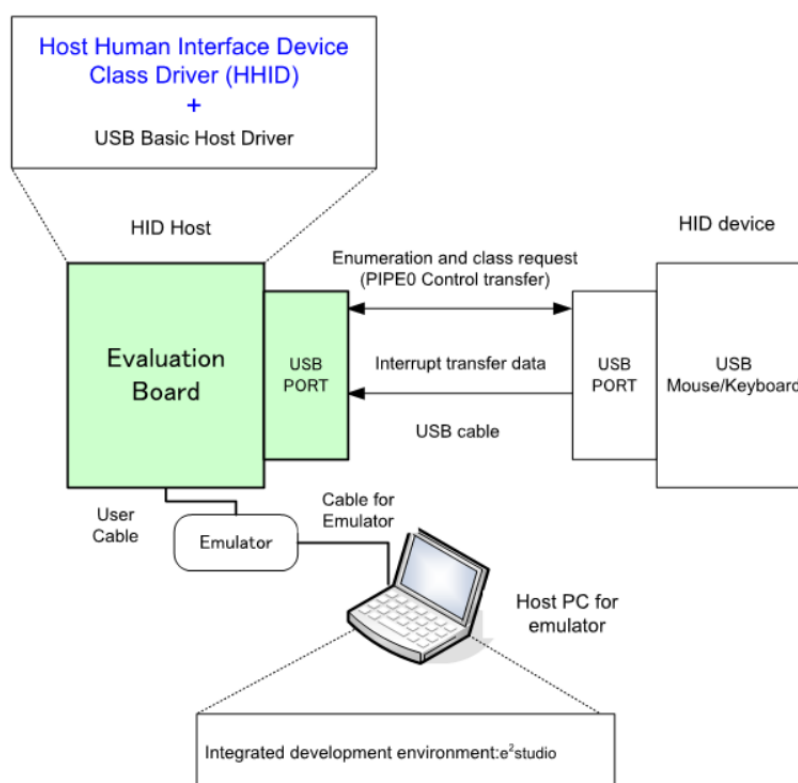 Host Human Interface Device
Class Driver (HHID)
+
USB Basic Host Driver
HID Host
HID device
Enumeration and class request
(PIPE0 Control transfer)
Evaluation
Board
USB
PORT
Interrupt transfer data
USB
PORT
USB
Mouse/Keyboard
USB cable
User
Cable
Emulator
Cable for
Emulator
Host PC for
emulator
Integrated development environment:e²studio